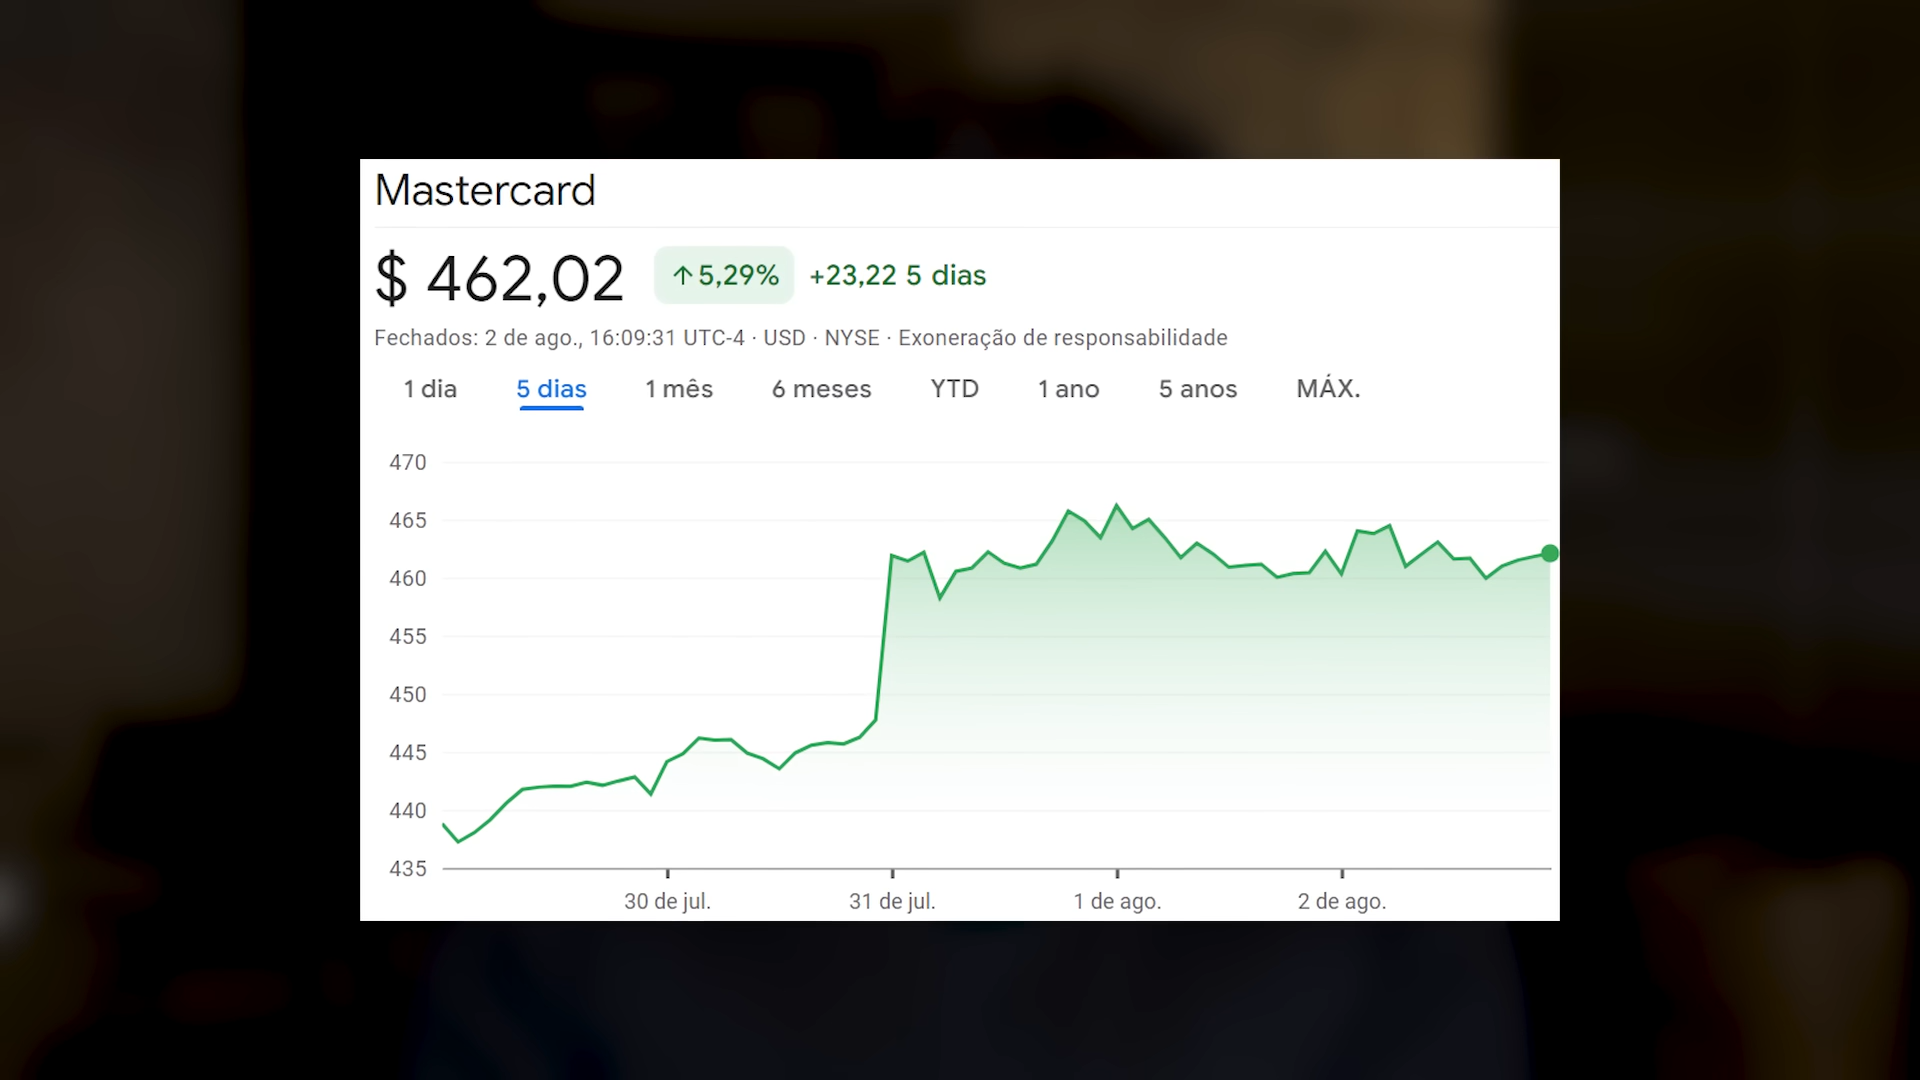 Mastercard
$ 462,02 ↑5,29% +23,22 5 dias
Fechados: 2 de ago., 16:09:31 UTC-4 · USD · NYSE · Exoneração de responsabilidade
1 dia 5 dias 1 mês 6 meses YTD 1 ano 5 anos MÁX.
470
465
460
455
450
445
440
435
30 de jul. 31 de jul. 1 de ago. 2 de ago.